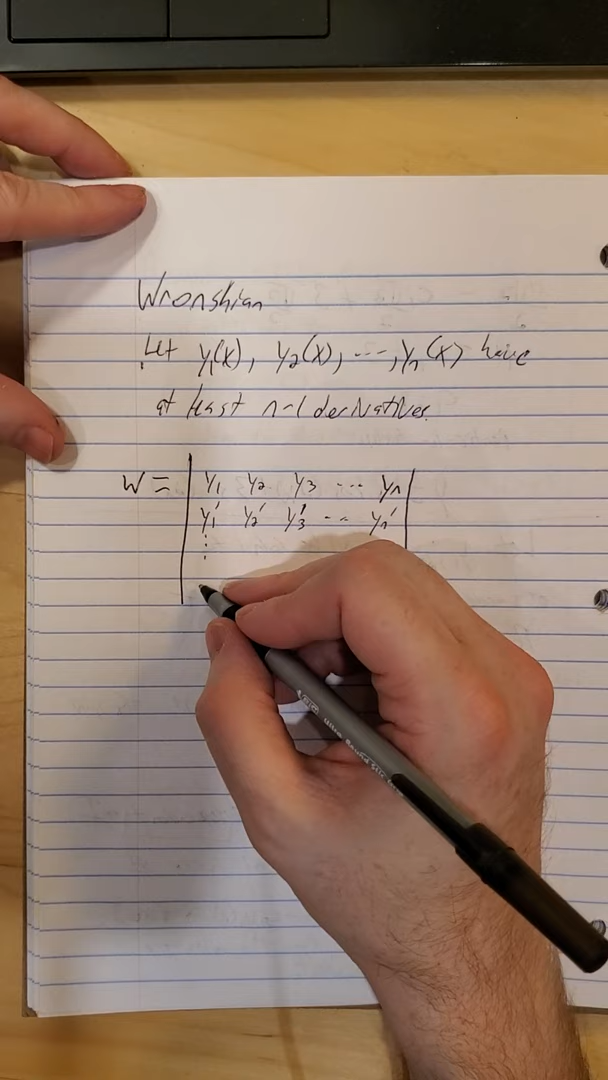 Wronskian
Let y₁(x), y₂(x), ..., yₙ(x) have
at least n-1 derivatives.
W = | y₁ y₂ y₃ ... yₙ |
| y₁' y₂' y₃' ... yₙ' |
⋮